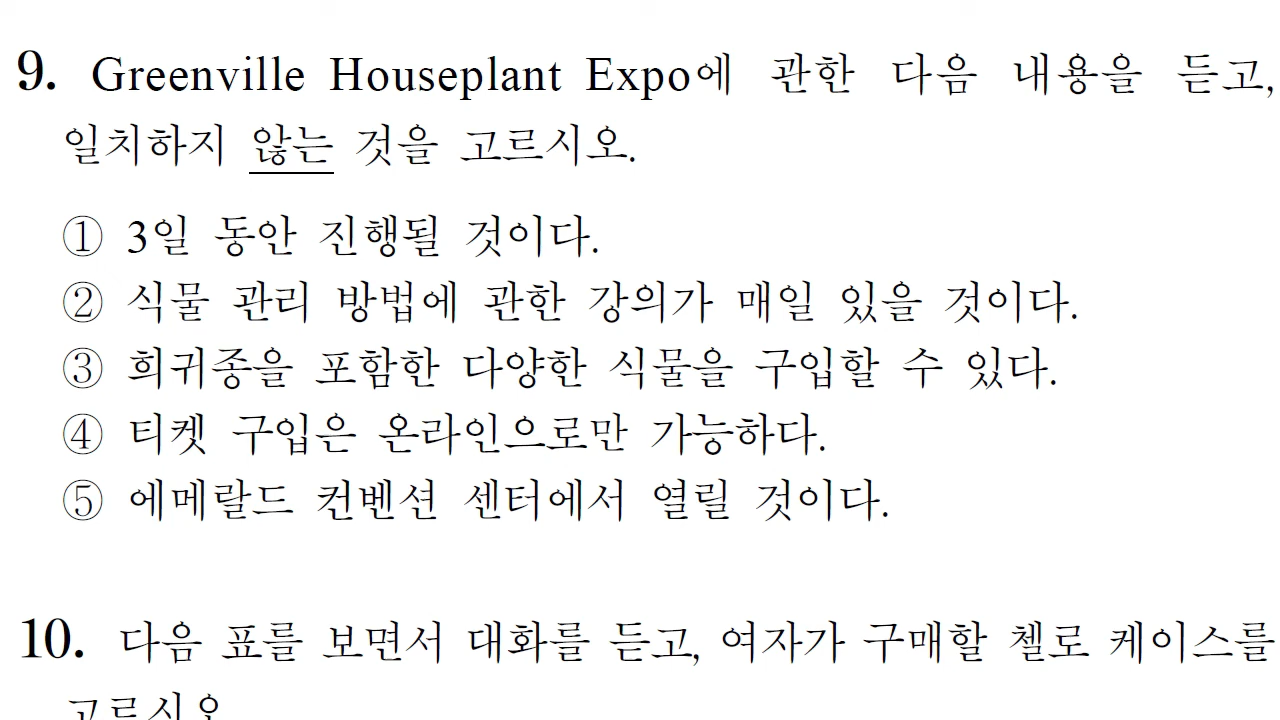 9. Greenville Houseplant Expo에 관한 다음 내용을 듣고,
일치하지 않는 것을 고르시오.
① 3일 동안 진행될 것이다.
② 식물 관리 방법에 관한 강의가 매일 있을 것이다.
③ 희귀종을 포함한 다양한 식물을 구입할 수 있다.
④ 티켓 구입은 온라인으로만 가능하다.
⑤ 에메랄드 컨벤션 센터에서 열릴 것이다.
10. 다음 표를 보면서 대화를 듣고, 여자가 구매할 첼로 케이스를
고르시오